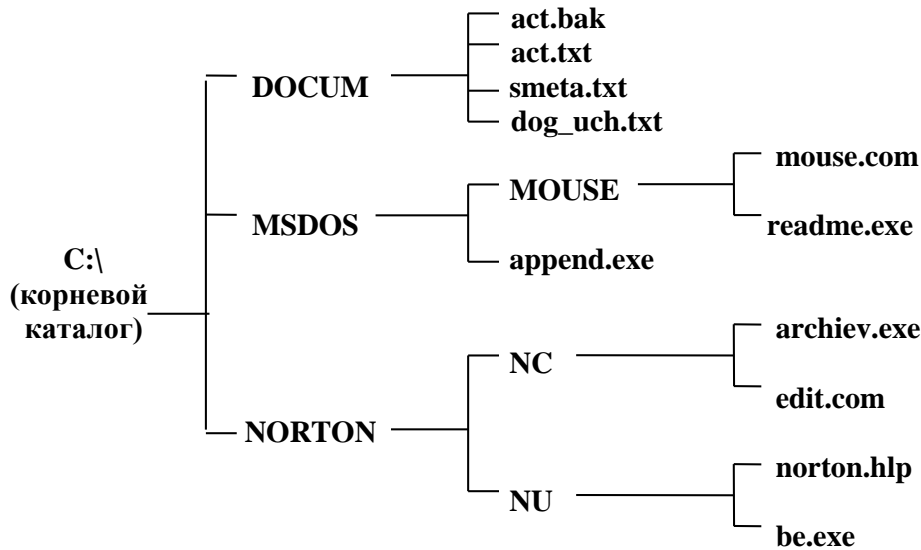 act.bak
act.txt
DOCUM
smeta.txt
dog_uch.txt
mouse.com
MOUSE
MSDOS
readme.exe
append.exe
C:\
(корневой
каталог)
archiev.exe
NC
edit.com
NORTON
norton.hlp
NU
be.exe